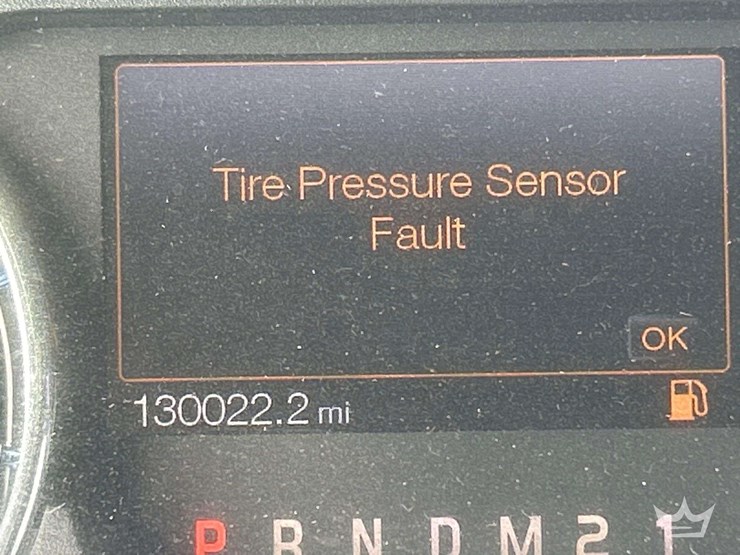 Tire Pressure Sensor
Fault
OK
130022.2 mi
P R N D M 2 1